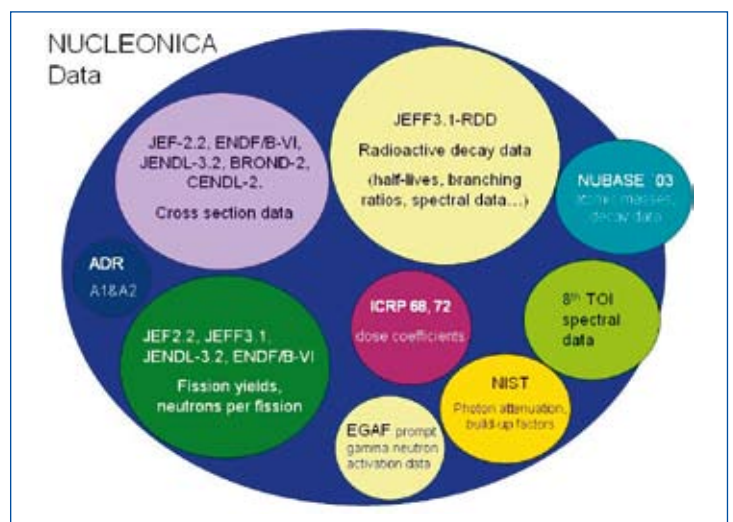 NUCLEONICA
Data
JEF-2.2, ENDF/B-VI,
JENDL-3.2, BROND-2,
CENDL-2.
Cross section data
JEFF3.1-RDD
Radioactive decay data
(half-lives, branching
ratios, spectral data...)
NUBASE '03
atomic masses,
decay data
ADR
A1&A2
ICRP 68, 72
dose coefficients
8th TOI
spectral
data
JEF2.2, JEFF3.1,
JENDL-3.2, ENDF/B-VI
Fission yields,
neutrons per fission
NIST
Photon attenuation,
build-up factors
EGAF prompt
gamma neutron
activation data